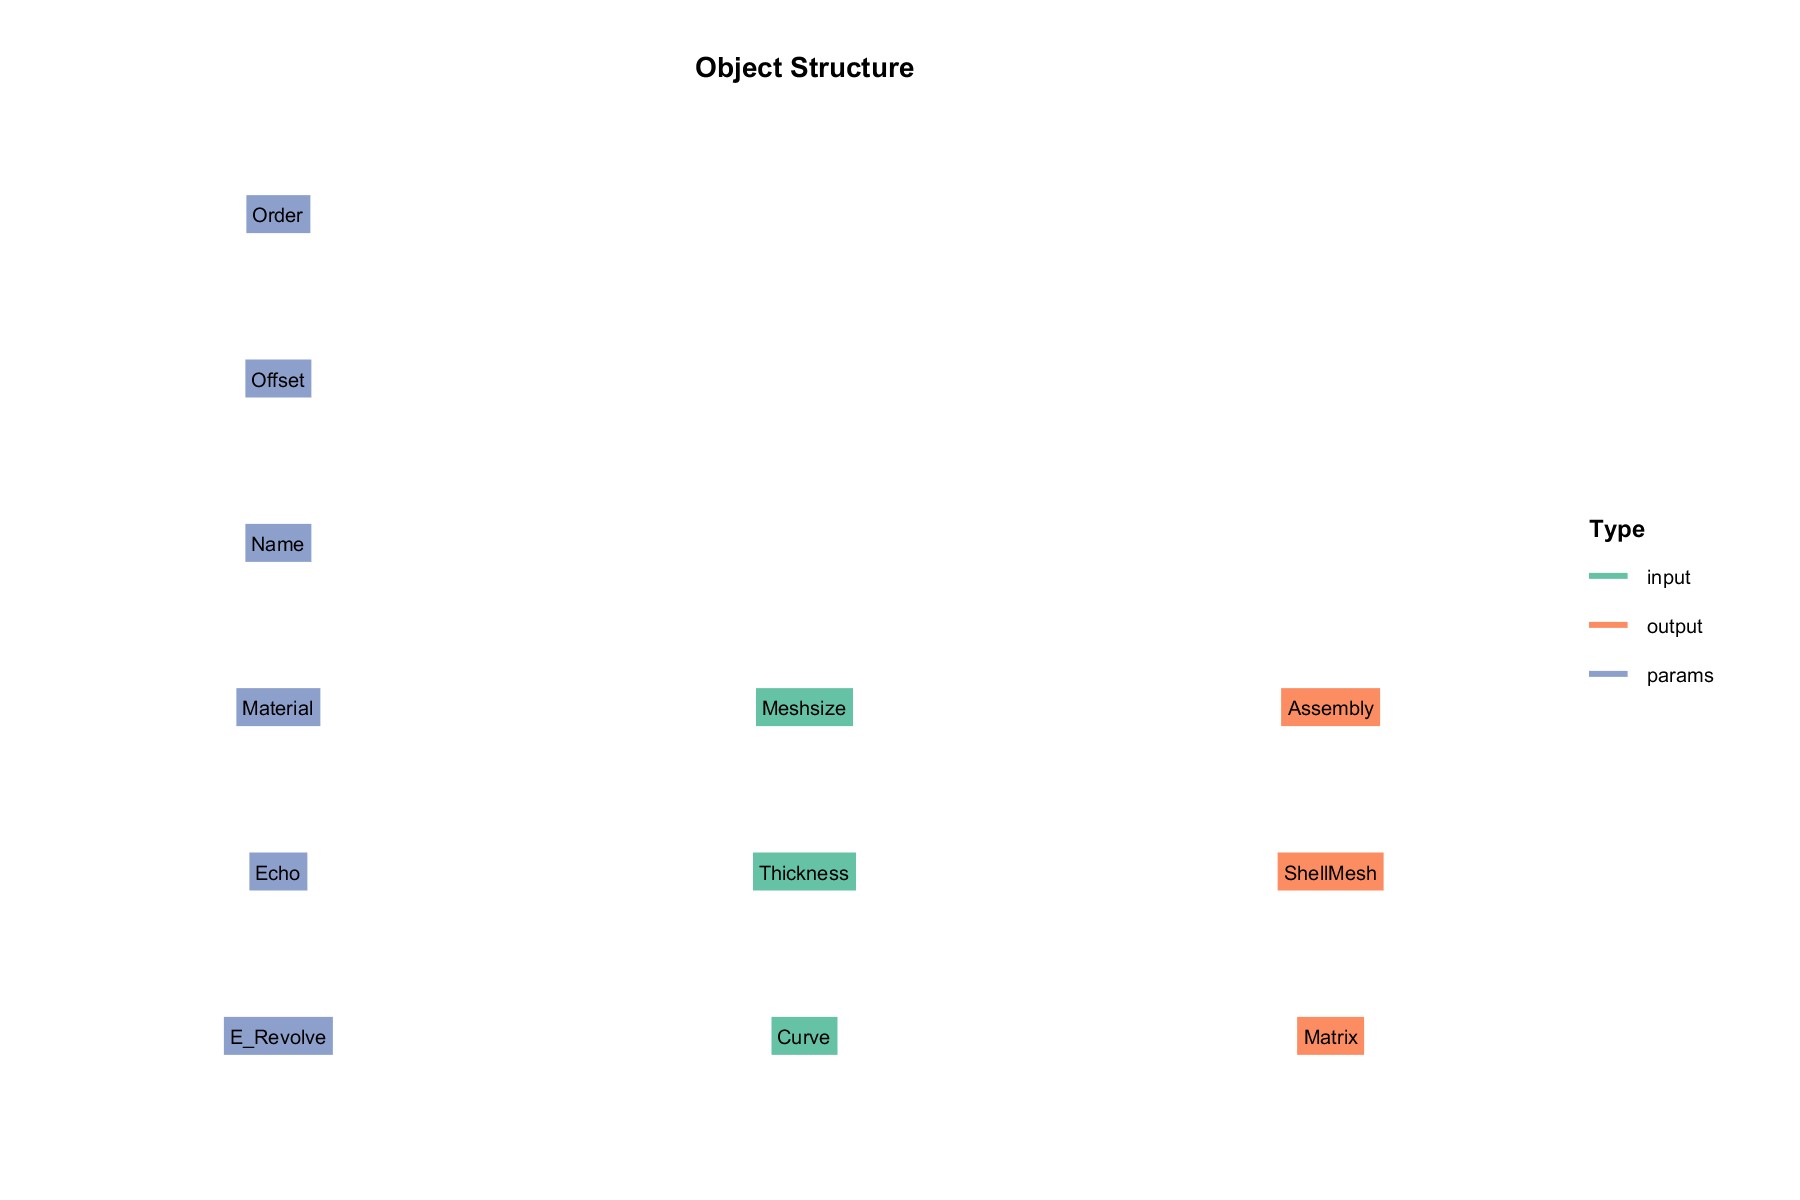 Object Structure
Order
Offset
Name
Type
input
output
params
Material
Meshsize
Assembly
Echo
Thickness
ShellMesh
E_Revolve
Curve
Matrix